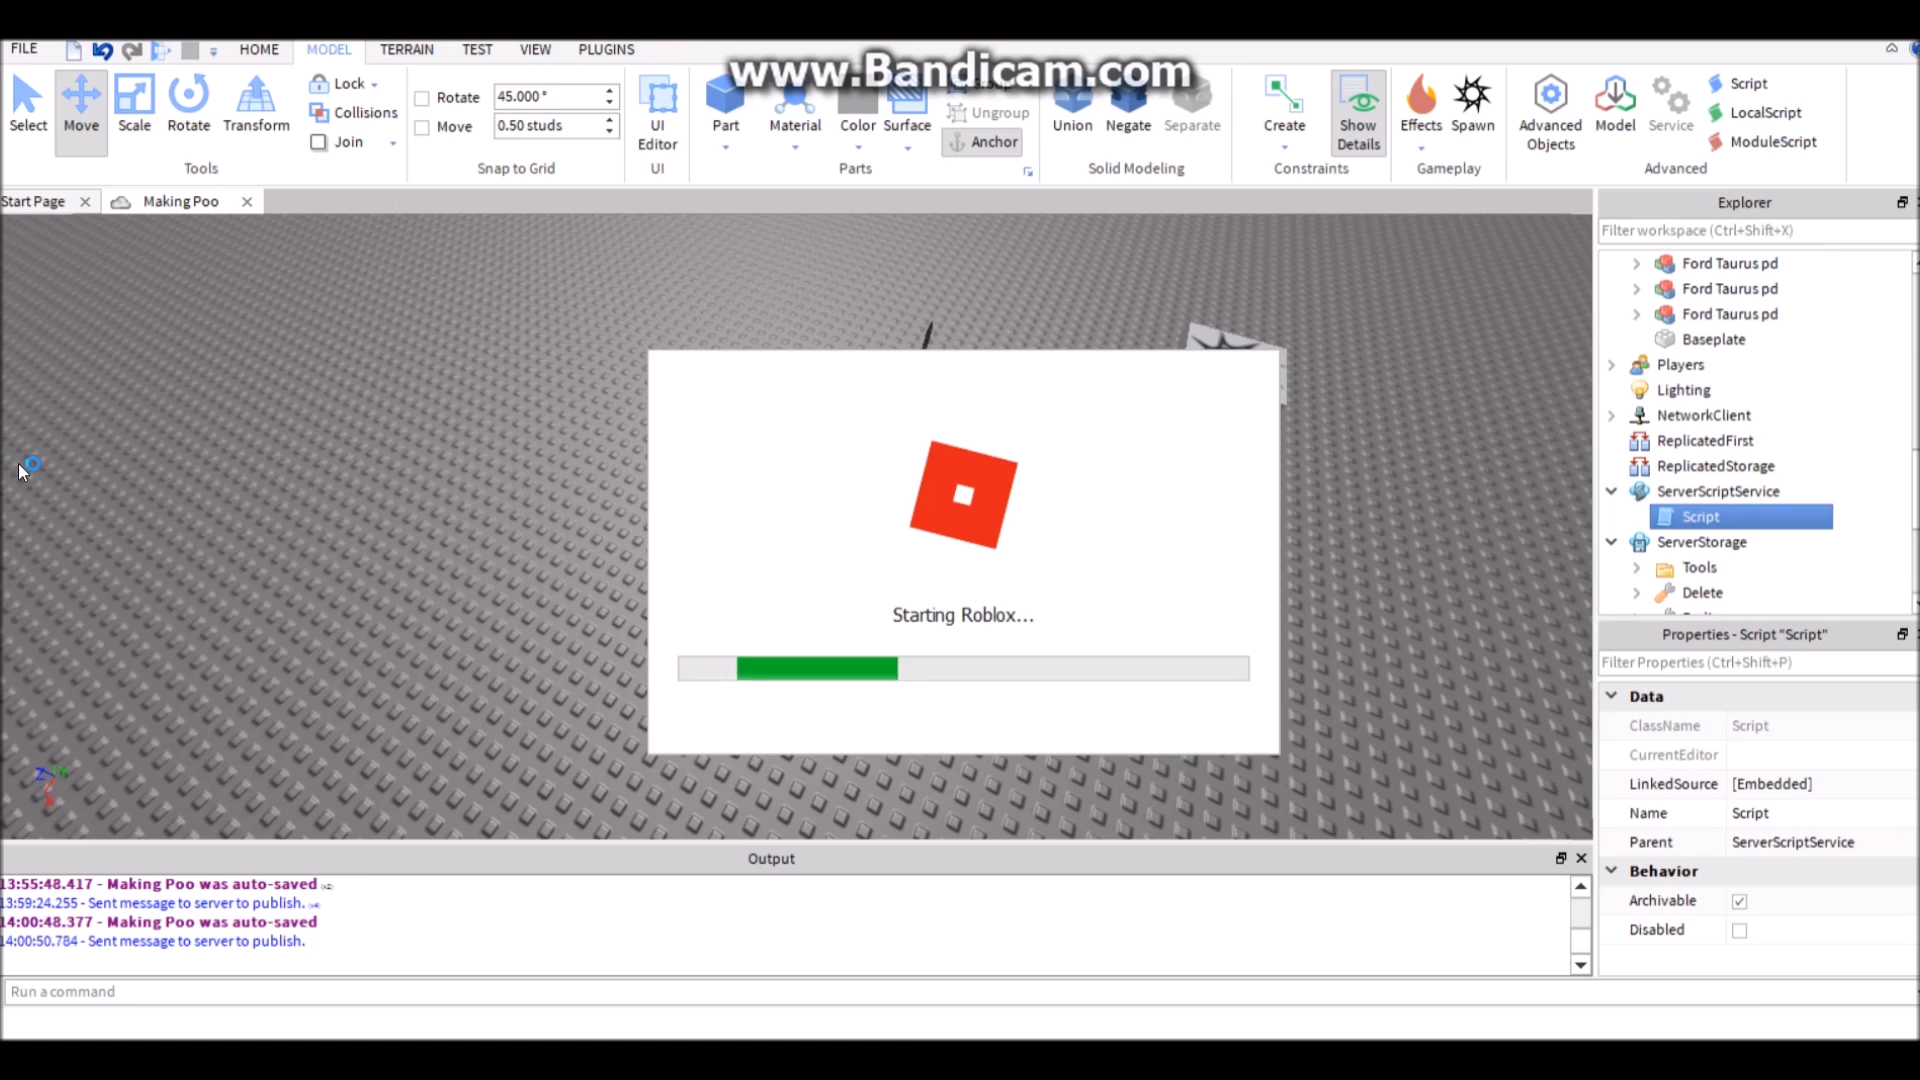 FILE HOME MODEL TERRAIN TEST VIEW PLUGINS
www.Bandicam.com
Select Move Scale Rotate Transform
Lock
Collisions
Join
Tools
Rotate 45.000 °
Move 0.50 studs
Snap to Grid
UI
Editor
UI
Part Material Color Surface
Ungroup
Anchor
Parts
Union Negate Separate
Solid Modeling
Create
Show
Details
Constraints
Effects Spawn
Gameplay
Advanced
Objects
Model Service
Script
LocalScript
ModuleScript
Advanced
Start Page
Making Poo
Starting Roblox...
Explorer
Filter workspace (Ctrl+Shift+X)
Ford Taurus pd
Ford Taurus pd
Ford Taurus pd
Baseplate
Players
Lighting
NetworkClient
ReplicatedFirst
ReplicatedStorage
ServerScriptService
Script
ServerStorage
Tools
Delete
Properties - Script "Script"
Filter Properties (Ctrl+Shift+P)
Data
ClassName Script
CurrentEditor
LinkedSource [Embedded]
Name Script
Parent ServerScriptService
Behavior
Archivable
Disabled
Output
13:55:48.417 - Making Poo was auto-saved
13:59:24.255 - Sent message to server to publish.
14:00:48.377 - Making Poo was auto-saved
14:00:50.784 - Sent message to server to publish.
Run a command
Z Y
X